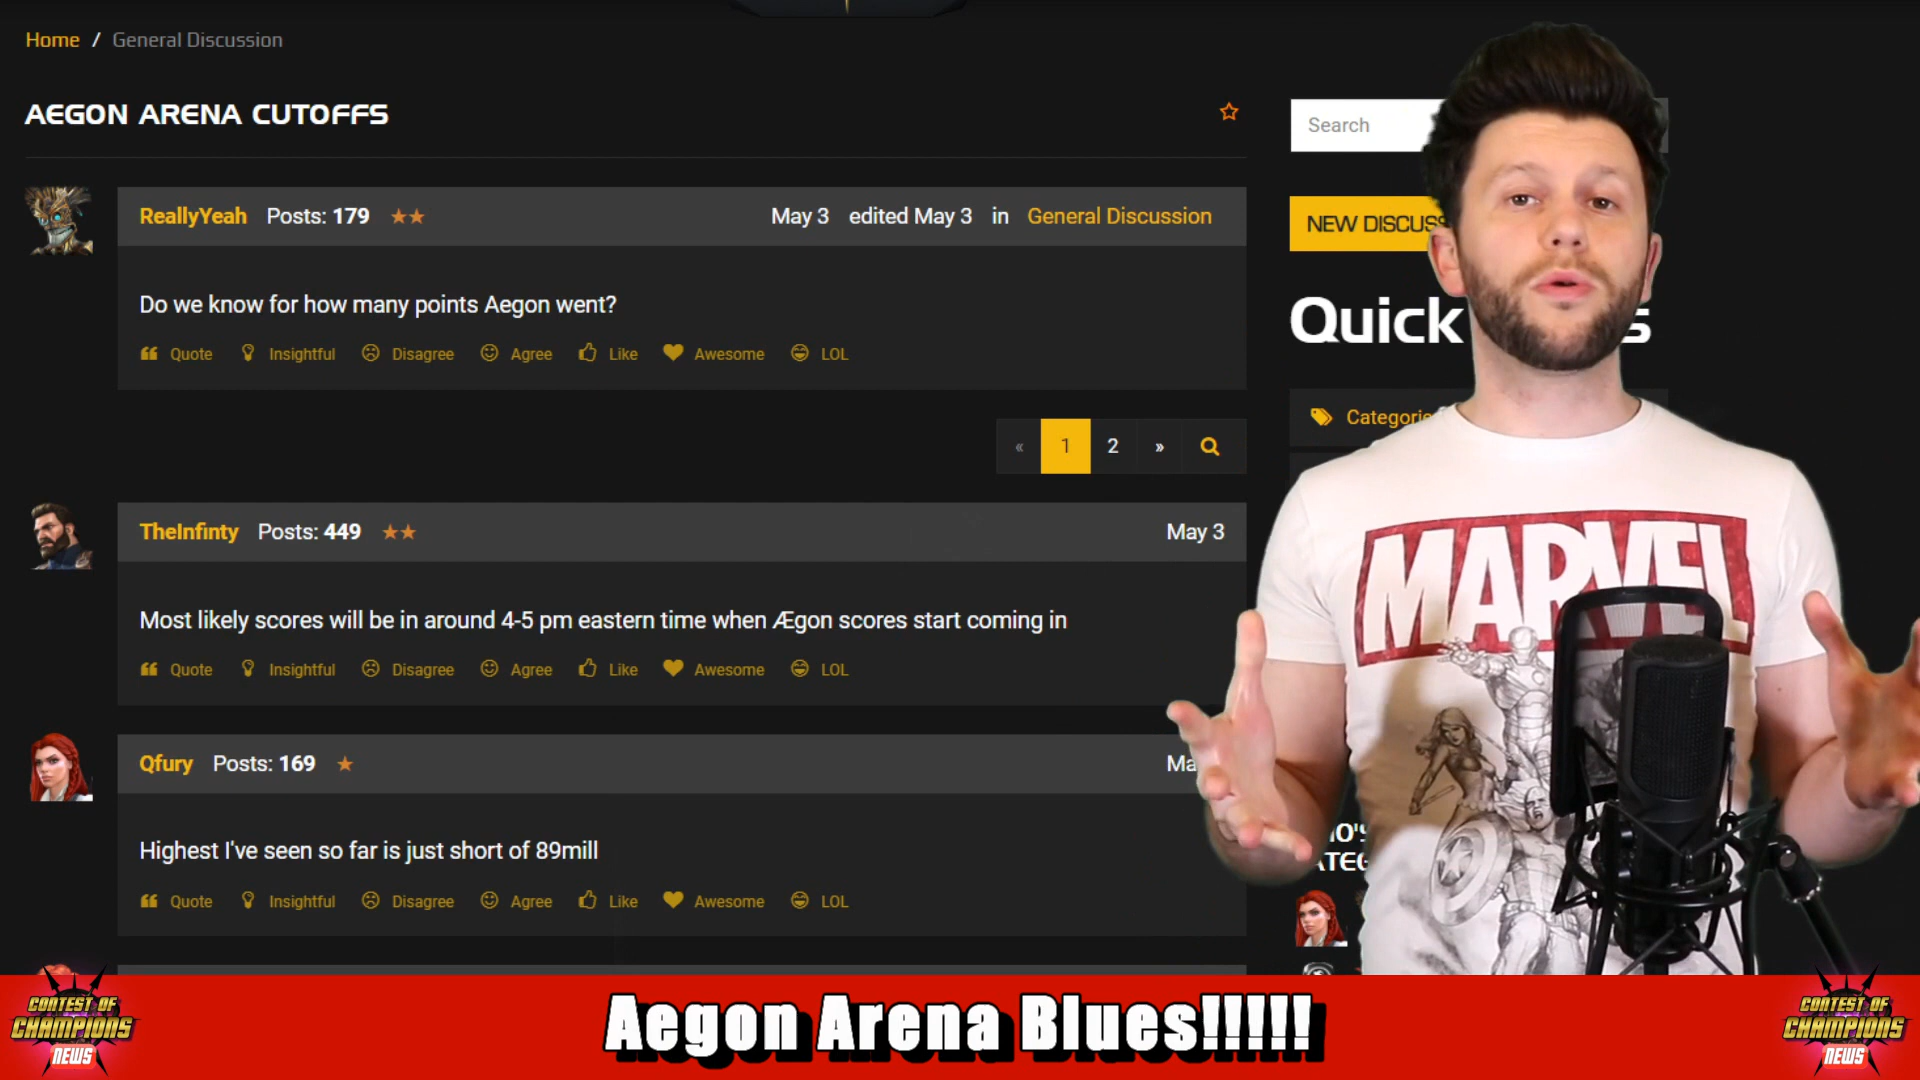 Home / General Discussion
AEGON ARENA CUTOFFS
Search
ReallyYeah Posts: 179 May 3 edited May 3 in General Discussion
NEW DISCUSS
Do we know for how many points Aegon went?
Quick
Quote Insightful Disagree Agree Like Awesome LOL
Categorie
« 1 2 »
TheInfinty Posts: 449 May 3
MARVEL
Most likely scores will be in around 4-5 pm eastern time when Ægon scores start coming in
Quote Insightful Disagree Agree Like Awesome LOL
Qfury Posts: 169 Ma
Highest I've seen so far is just short of 89mill
Quote Insightful Disagree Agree Like Awesome LOL
CONTEST OF
CHAMPIONS
NEWS
Aegon Arena Blues!!!!!
CONTEST OF
CHAMPIONS
NEWS